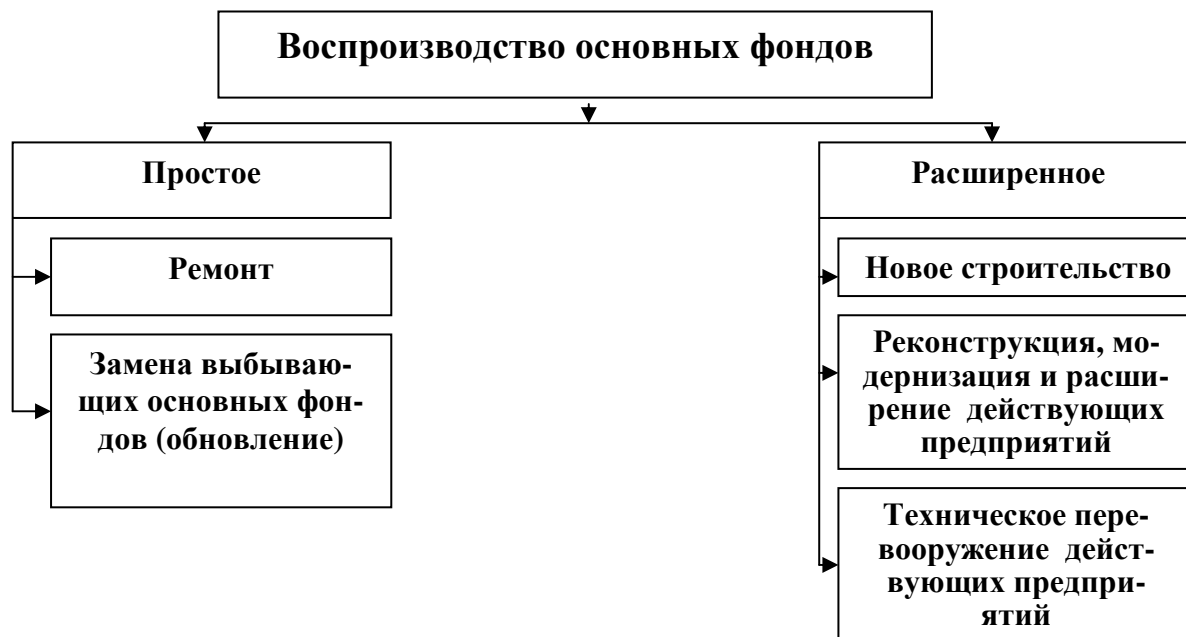 Воспроизводство основных фондов
Простое
Ремонт
Замена выбываю-
щих основных фон-
дов (обновление)
Расширенное
Новое строительство
Реконструкция, мо-
дернизация и расши-
рение действующих
предприятий
Техническое пере-
вооружение дейст-
вующих предпри-
ятий